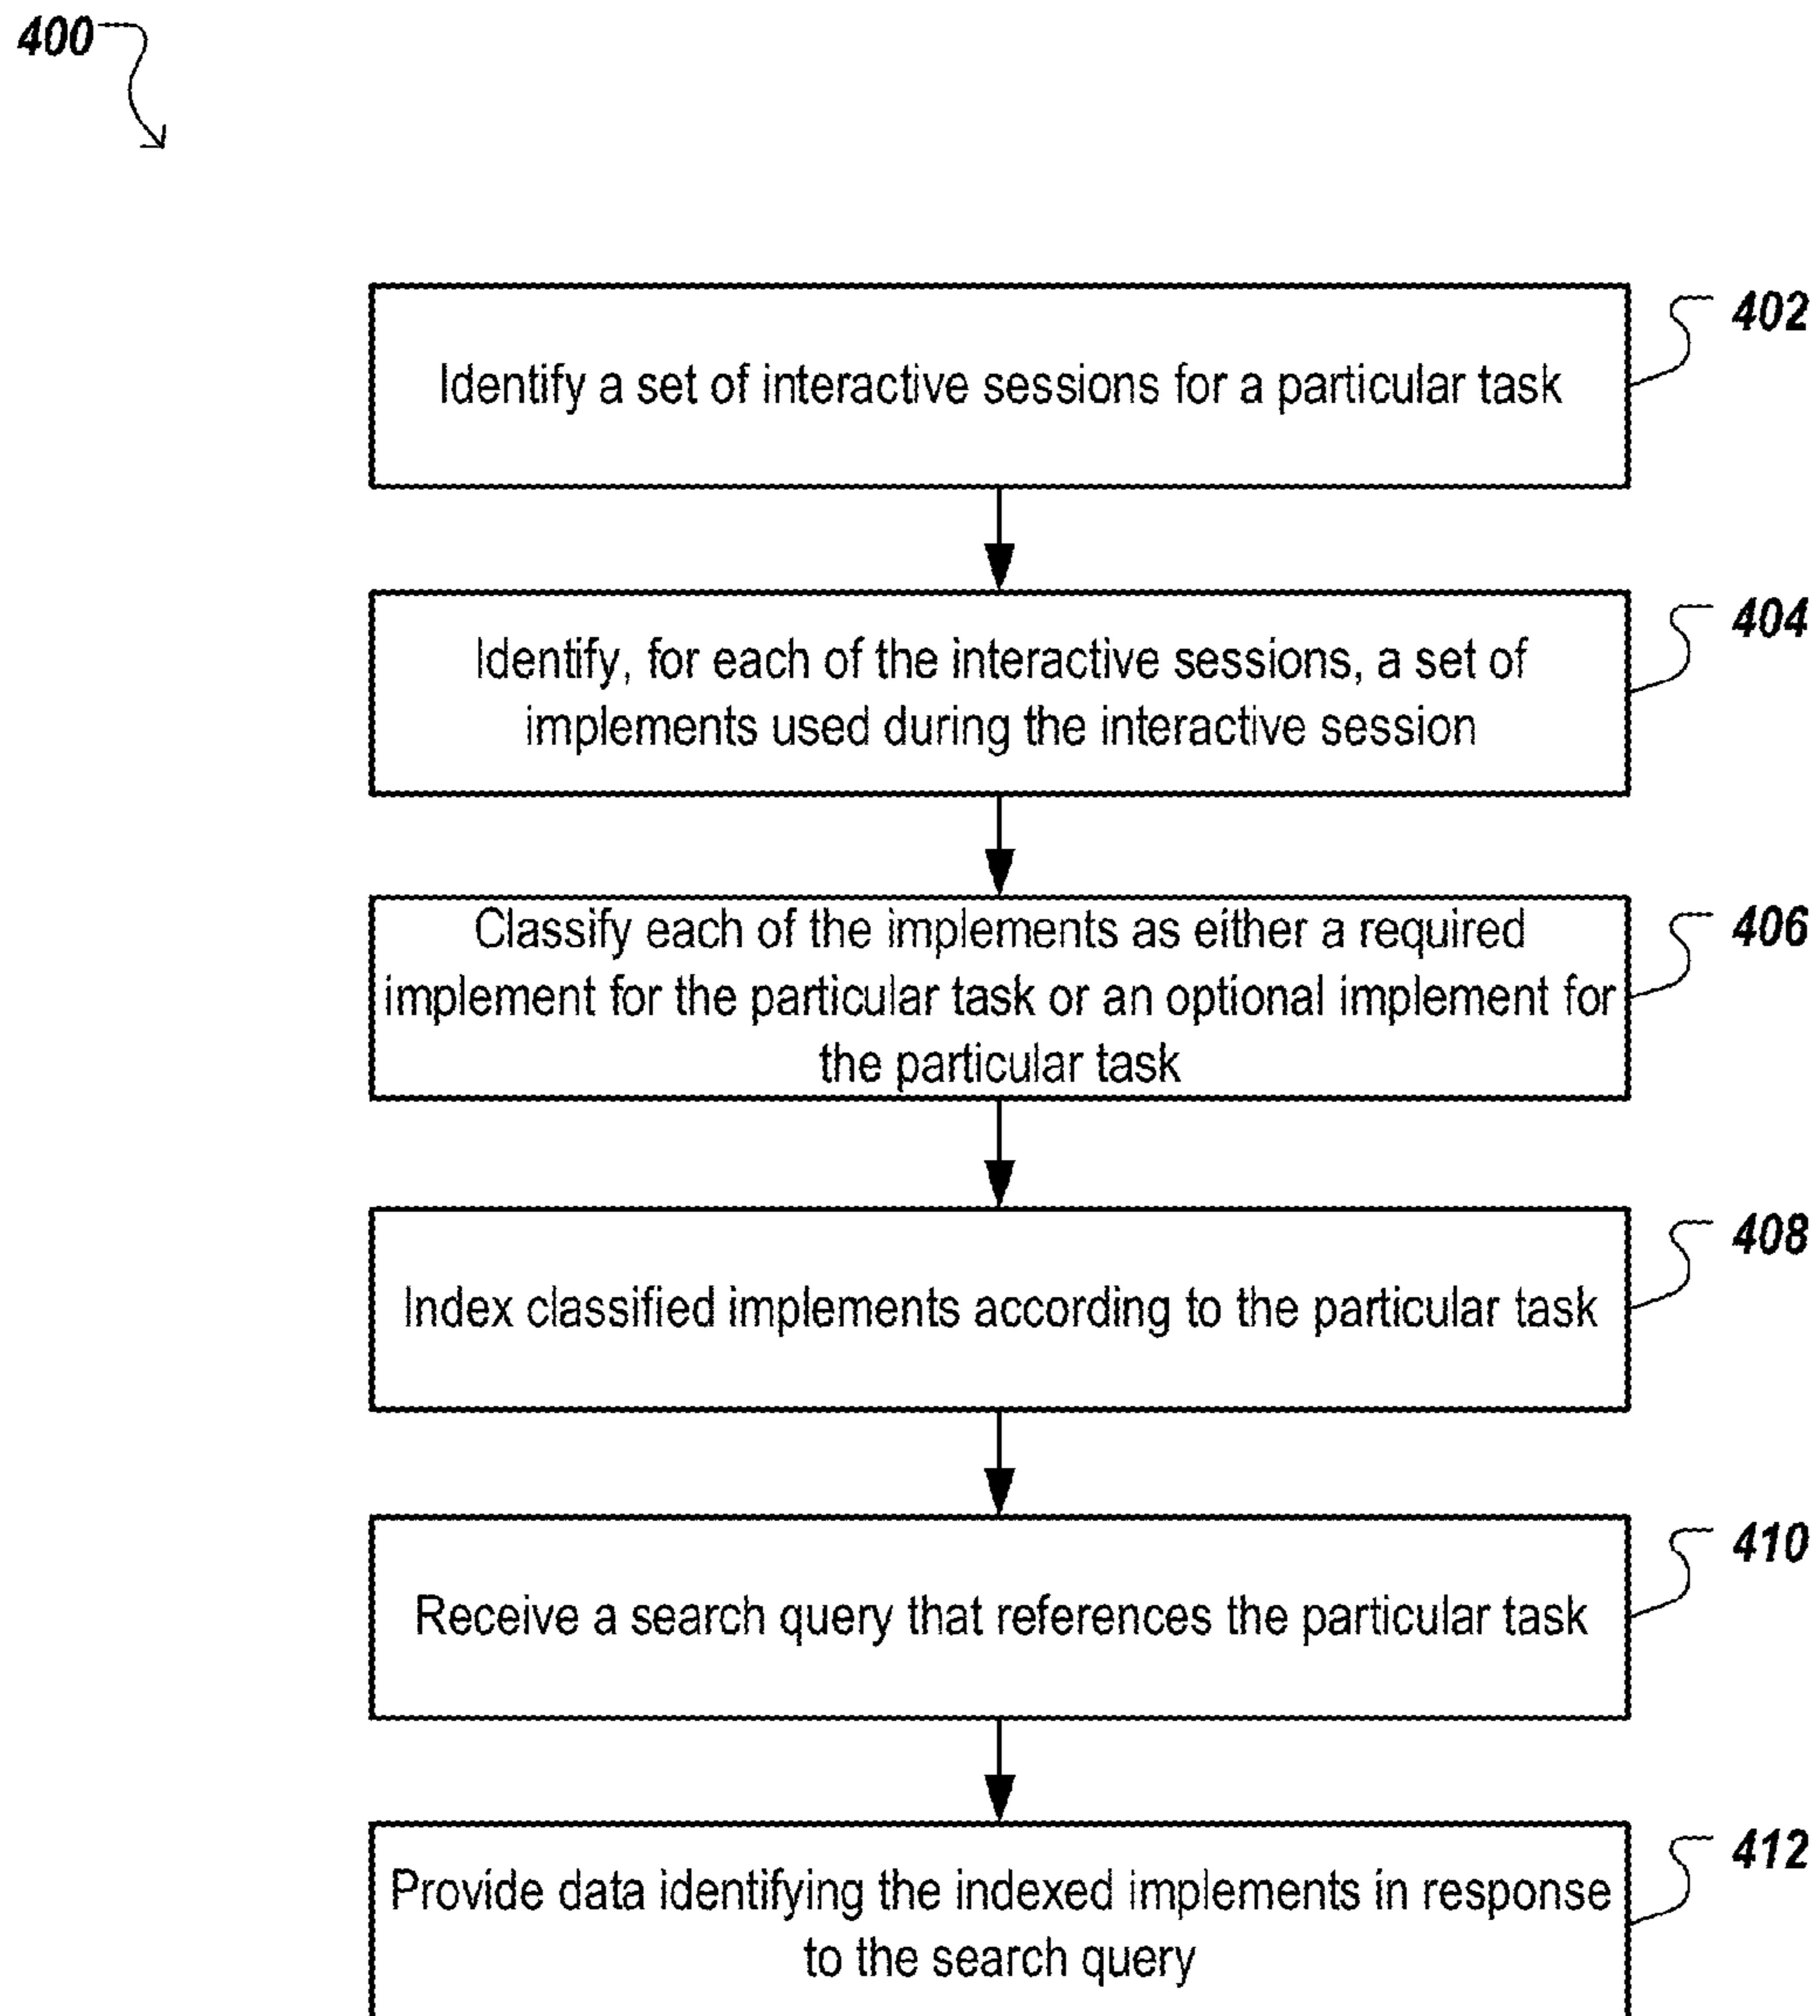 400
402
Identify a set of interactive sessions for a particular task
404
Identify, for each of the interactive sessions, a set of
implements used during the interactive session
406
Classify each of the implements as either a required
implement for the particular task or an optional implement for
the particular task
408
Index classified implements according to the particular task
410
Receive a search query that references the particular task
412
Provide data identifying the indexed implements in response
to the search query